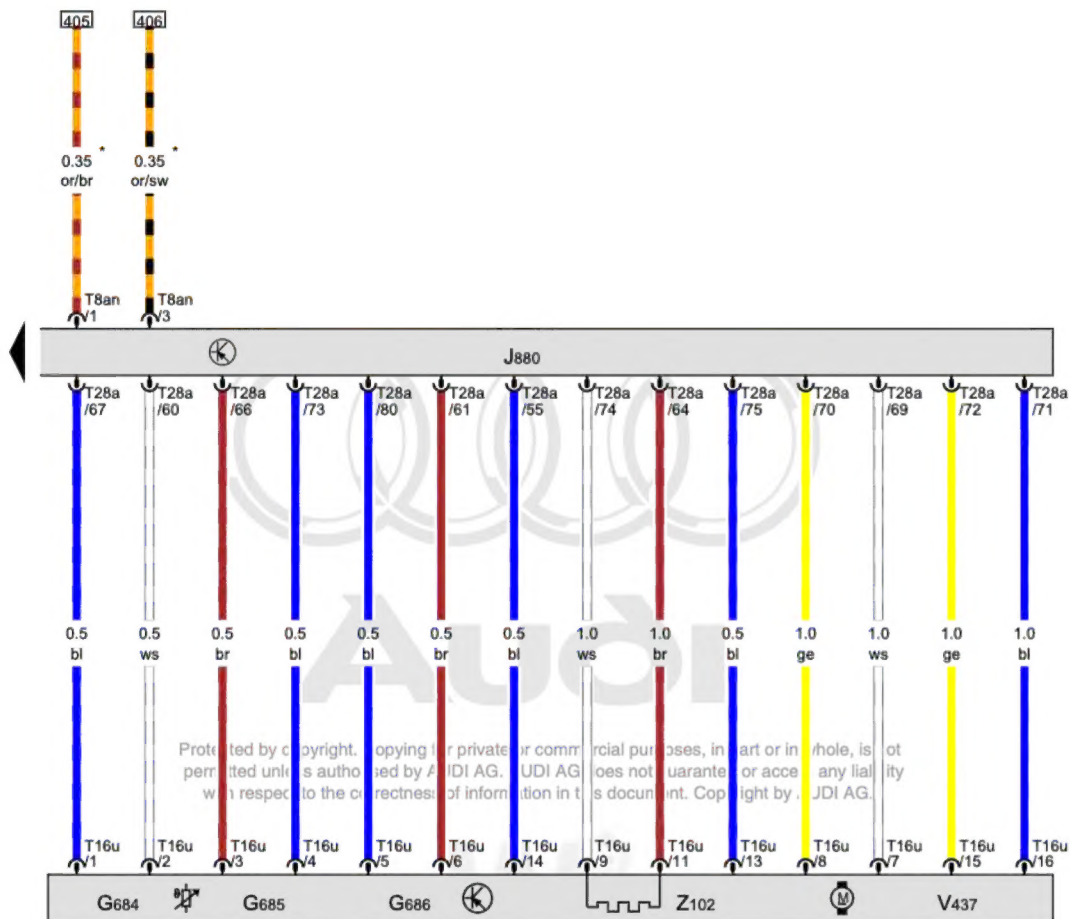 405 406
0.35 * 0.35 *
or/br or/sw
T8an T8an
/1 /3
J880
T28a T28a T28a T28a T28a T28a T28a T28a T28a T28a T28a T28a T28a T28a
/67 /60 /66 /73 /80 /61 /55 /74 /64 /75 /70 /69 /72 /71
0.5 0.5 0.5 0.5 0.5 0.5 0.5 1.0 1.0 0.5 1.0 1.0 1.0 1.0
bl ws br bl bl br bl ws br bl ge ws ge bl
Audi
Protected by copyright. Copying for private or commercial purposes, in part or in whole, is not
permitted unless authorised by AUDI AG. AUDI AG does not guarantee or accept any liability
with respect to the correctness of information in this document. Copyright by AUDI AG.
T16u T16u T16u T16u T16u T16u T16u T16u T16u T16u T16u T16u T16u T16u
/1 /2 /3 /4 /5 /6 /14 /9 /11 /13 /8 /7 /15 /16
G684 G685 G686 Z102 M V437